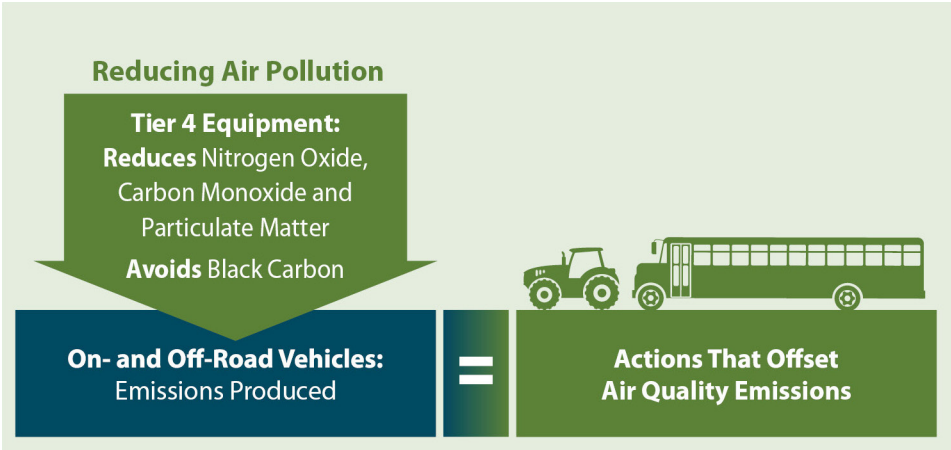 Reducing Air Pollution
Tier 4 Equipment:
Reduces Nitrogen Oxide,
Carbon Monoxide and
Particulate Matter
Avoids Black Carbon
On- and Off-Road Vehicles:
Emissions Produced
=
Actions That Offset
Air Quality Emissions